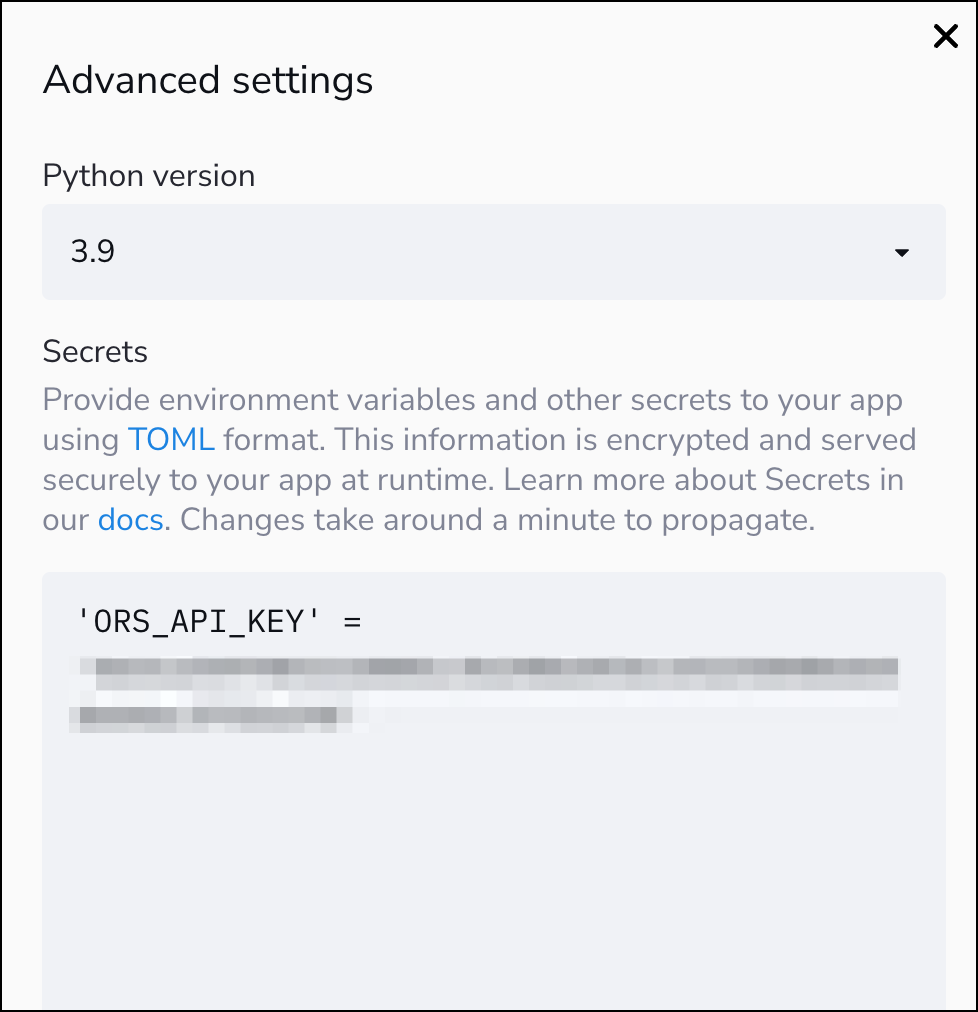 Advanced settings
Python version
3.9
Secrets
Provide environment variables and other secrets to your app
using TOML format. This information is encrypted and served
securely to your app at runtime. Learn more about Secrets in
our docs. Changes take around a minute to propagate.
'ORS_API_KEY' =